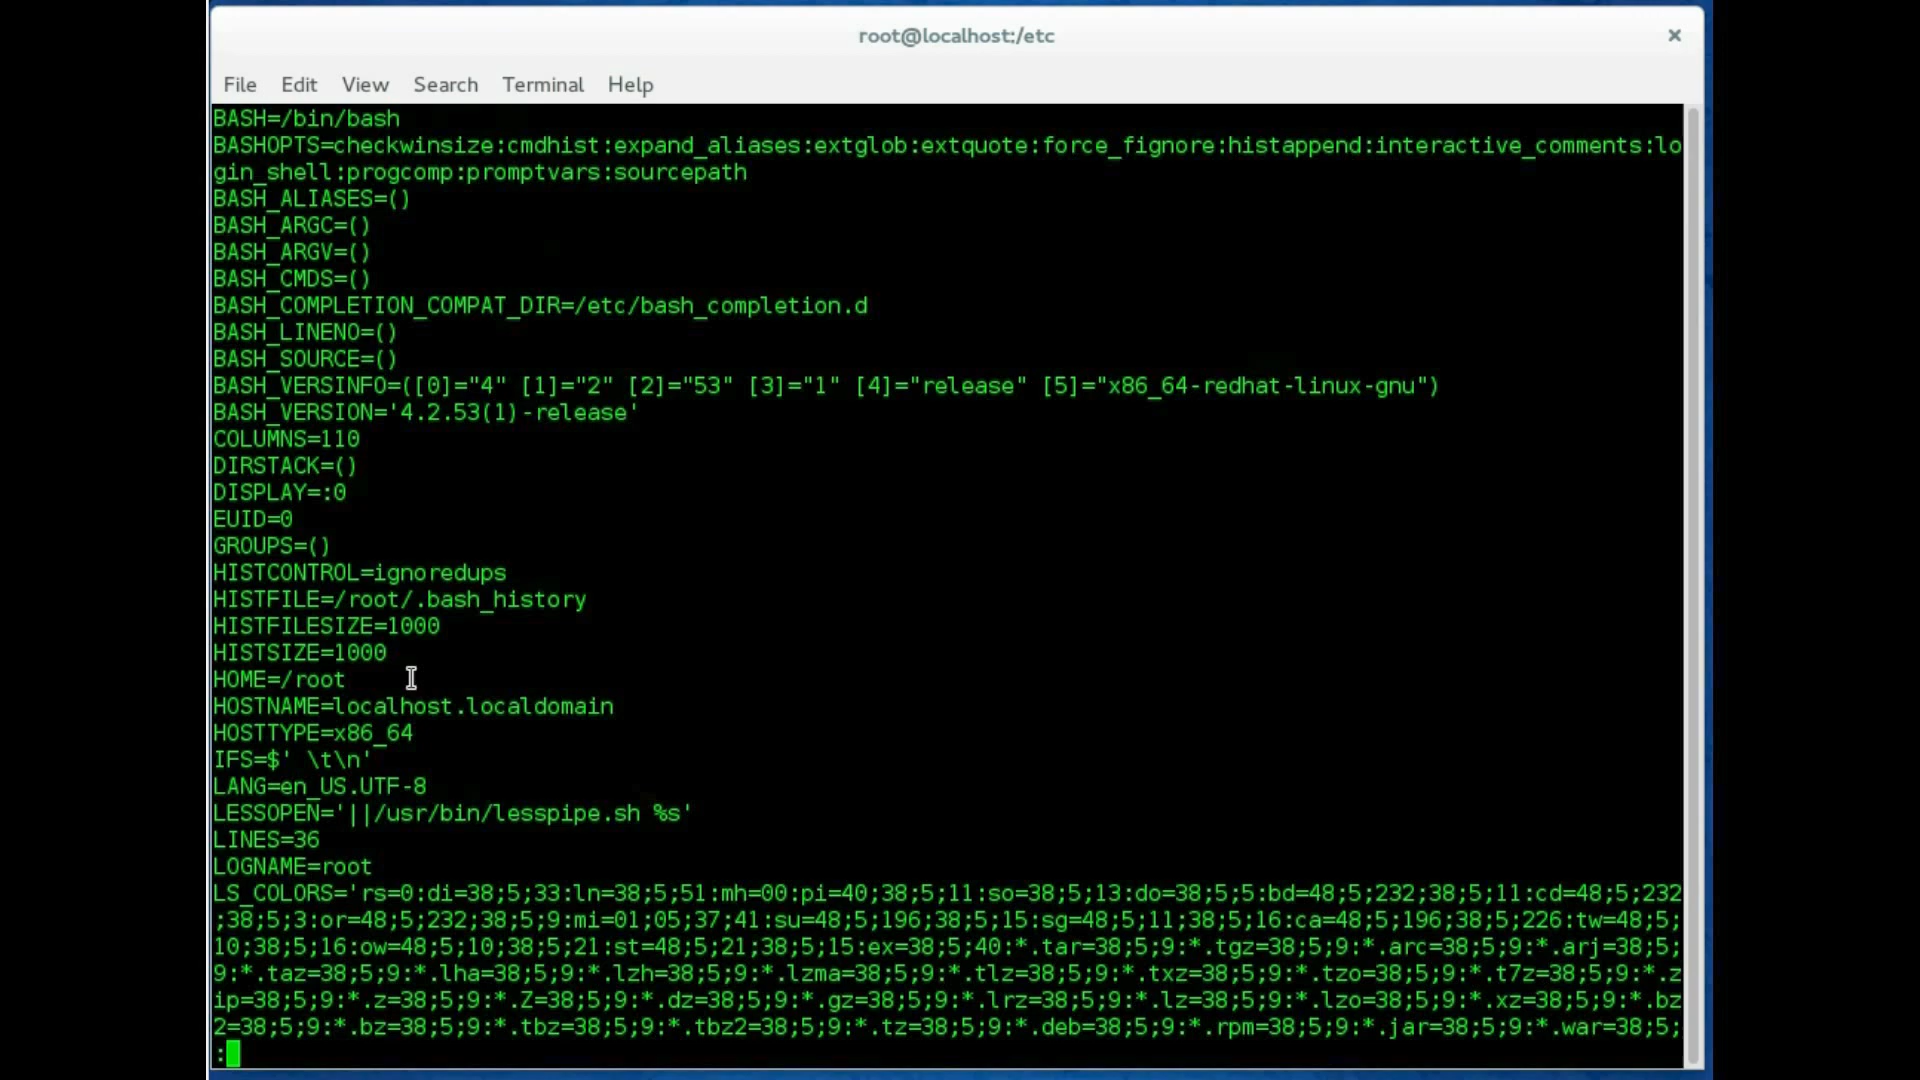 root@localhost:/etc
×
File Edit View Search Terminal Help
BASH=/bin/bash
BASHOPTS=checkwinsize:cmdhist:expand_aliases:extglob:extquote:force_fignore:histappend:interactive_comments:lo
gin_shell:progcomp:promptvars:sourcepath
BASH_ALIASES=()
BASH_ARGC=()
BASH_ARGV=()
BASH_CMDS=()
BASH_COMPLETION_COMPAT_DIR=/etc/bash_completion.d
BASH_LINENO=()
BASH_SOURCE=()
BASH_VERSINFO=([0]="4" [1]="2" [2]="53" [3]="1" [4]="release" [5]="x86_64-redhat-linux-gnu")
BASH_VERSION='4.2.53(1)-release'
COLUMNS=110
DIRSTACK=()
DISPLAY=:0
EUID=0
GROUPS=()
HISTCONTROL=ignoredups
HISTFILE=/root/.bash_history
HISTFILESIZE=1000
HISTSIZE=1000
HOME=/root
HOSTNAME=localhost.localdomain
HOSTTYPE=x86_64
IFS=$' \t\n'
LANG=en_US.UTF-8
LESSOPEN='||/usr/bin/lesspipe.sh %s'
LINES=36
LOGNAME=root
LS_COLORS='rs=0:di=38;5;33:ln=38;5;51:mh=00:pi=40;38;5;11:so=38;5;13:do=38;5;5:bd=48;5;232;38;5;11:cd=48;5;232
;38;5;3:or=48;5;232;38;5;9:mi=01;05;37;41:su=48;5;196;38;5;15:sg=48;5;11;38;5;16:ca=48;5;196;38;5;226:tw=48;5;
10;38;5;16:ow=48;5;10;38;5;21:st=48;5;21;38;5;15:ex=38;5;40:*.tar=38;5;9:*.tgz=38;5;9:*.arc=38;5;9:*.arj=38;5;
9:*.taz=38;5;9:*.lha=38;5;9:*.lzh=38;5;9:*.lzma=38;5;9:*.tlz=38;5;9:*.txz=38;5;9:*.tzo=38;5;9:*.t7z=38;5;9:*.z
ip=38;5;9:*.z=38;5;9:*.Z=38;5;9:*.dz=38;5;9:*.gz=38;5;9:*.lrz=38;5;9:*.lz=38;5;9:*.lzo=38;5;9:*.xz=38;5;9:*.bz
2=38;5;9:*.bz=38;5;9:*.tbz=38;5;9:*.tbz2=38;5;9:*.tz=38;5;9:*.deb=38;5;9:*.rpm=38;5;9:*.jar=38;5;9:*.war=38;5;
: